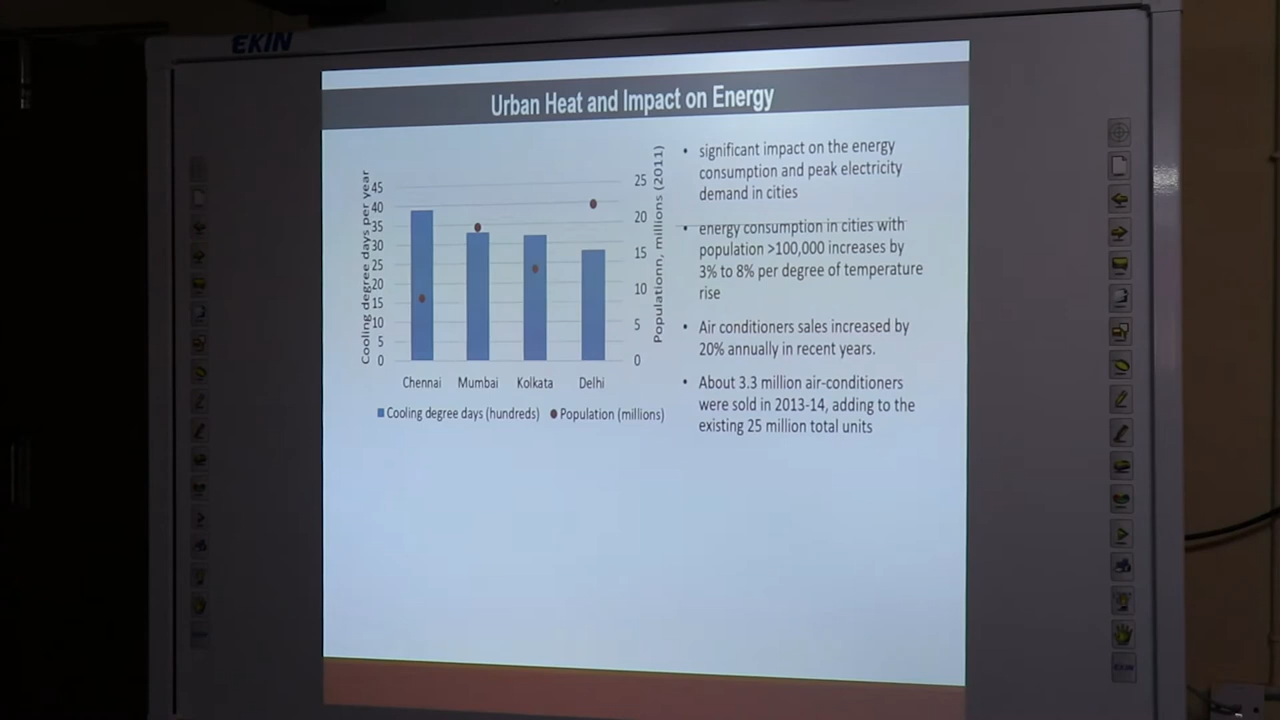 EKIN
Urban Heat and Impact on Energy
Cooling degree days per year
45
40
35
30
25
20
15
10
5
0
Chennai Mumbai Kolkata Delhi
25
20
15
10
5
0
Populationn, millions (2011)
Cooling degree days (hundreds) Population (millions)
• significant impact on the energy
consumption and peak electricity
demand in cities
• energy consumption in cities with
population >100,000 increases by
3% to 8% per degree of temperature
rise
• Air conditioners sales increased by
20% annually in recent years.
• About 3.3 million air-conditioners
were sold in 2013-14, adding to the
existing 25 million total units
EKIN